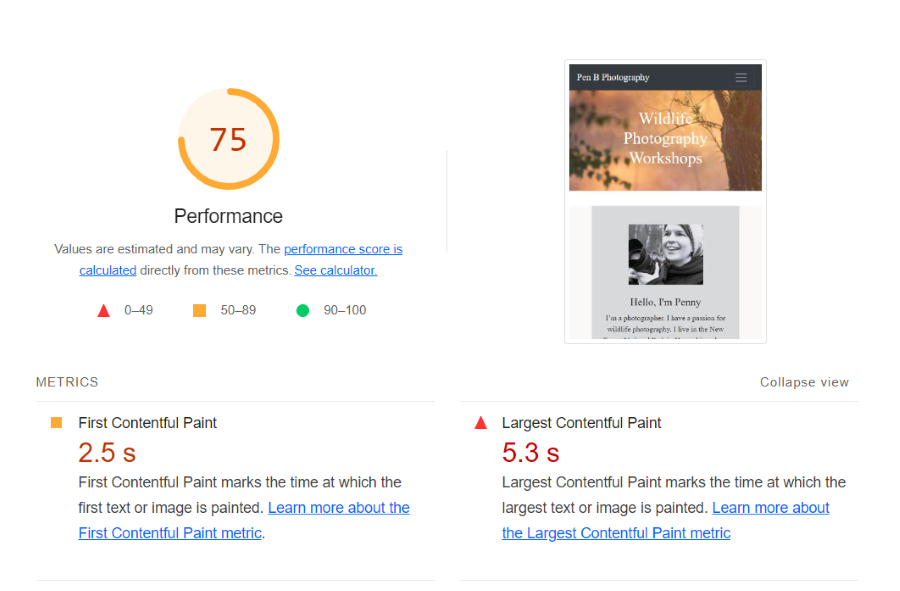 75
Performance
Values are estimated and may vary. The performance score is
calculated directly from these metrics. See calculator.
0–49
50–89
90–100
Pen B Photography
Wildlife
Photography
Workshops
Hello, I'm Penny
I'm a photographer. I have a passion for
wildlife photography. I live in the New
METRICS
Collapse view
First Contentful Paint
2.5 s
First Contentful Paint marks the time at which the
first text or image is painted. Learn more about the
First Contentful Paint metric.
Largest Contentful Paint
5.3 s
Largest Contentful Paint marks the time at which the
largest text or image is painted. Learn more about
the Largest Contentful Paint metric